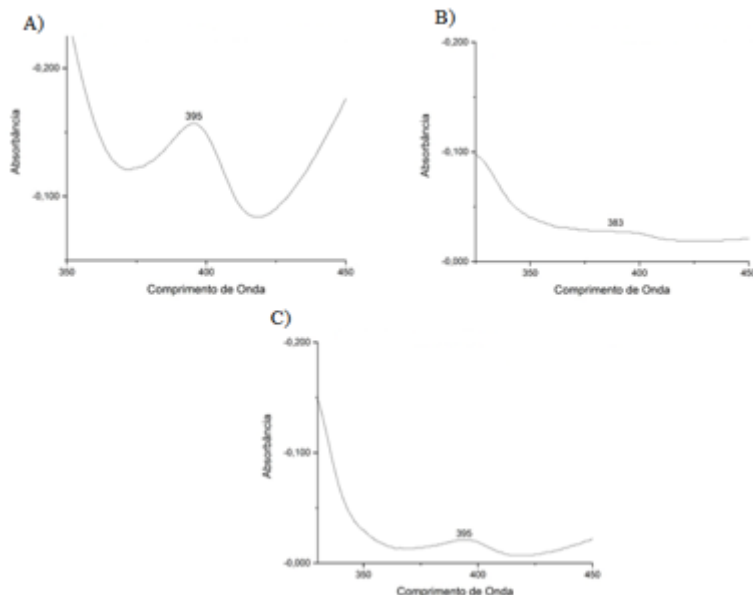 A)
-0,200
-0,100
Absorbância
395
350
400
450
Comprimento de Onda
B)
-0,200
-0,100
-0,000
Absorbância
383
350
400
450
Comprimento de Onda
C)
-0,200
-0,100
-0,000
Absorbância
395
350
400
450
Comprimento de Onda